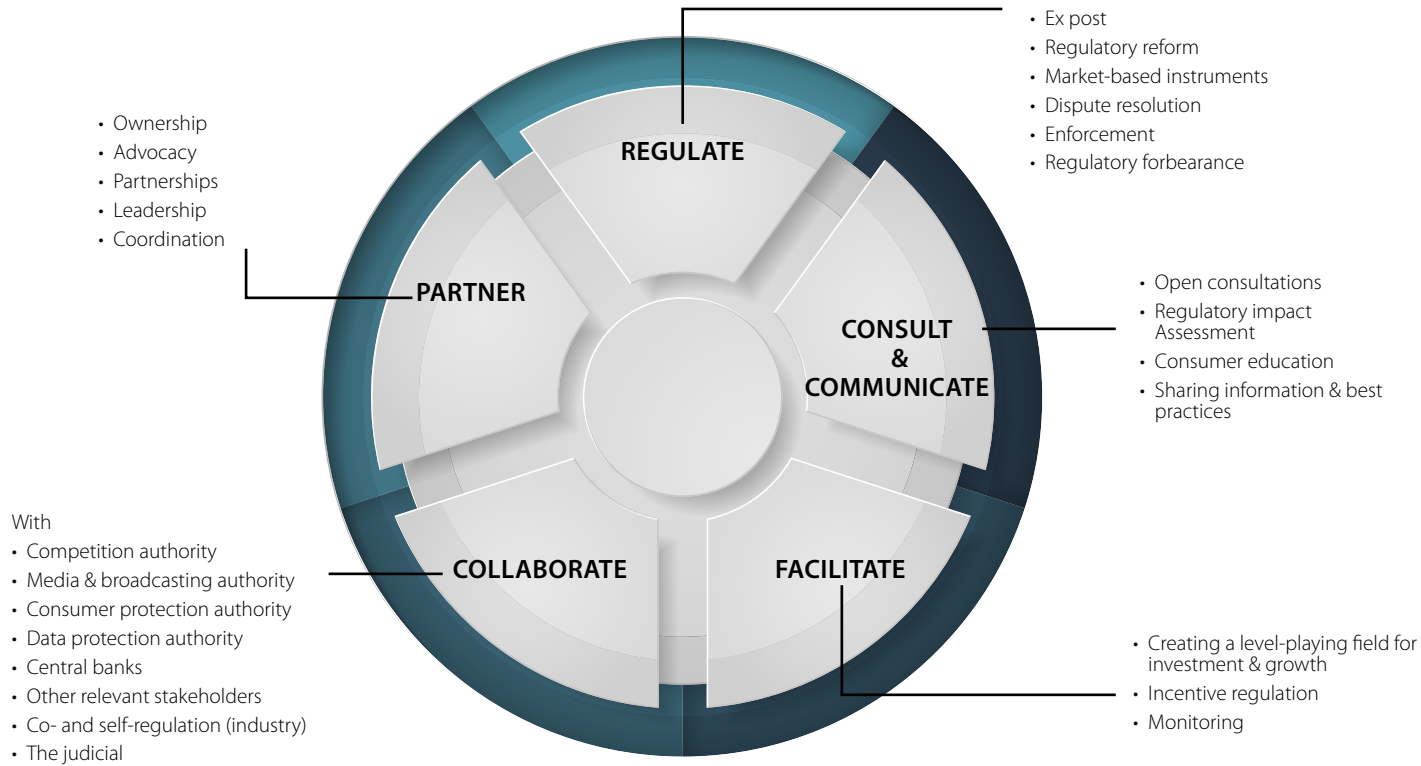 • Ex post
• Regulatory reform
• Market-based instruments
• Dispute resolution
• Enforcement
• Regulatory forbearance
REGULATE
• Ownership
• Advocacy
• Partnerships
• Leadership
• Coordination
PARTNER
CONSULT
&
COMMUNICATE
• Open consultations
• Regulatory impact
Assessment
• Consumer education
• Sharing information & best
practices
With
• Competition authority
• Media & broadcasting authority
• Consumer protection authority
• Data protection authority
• Central banks
• Other relevant stakeholders
• Co- and self-regulation (industry)
• The judicial
COLLABORATE
FACILITATE
• Creating a level-playing field for
investment & growth
• Incentive regulation
• Monitoring